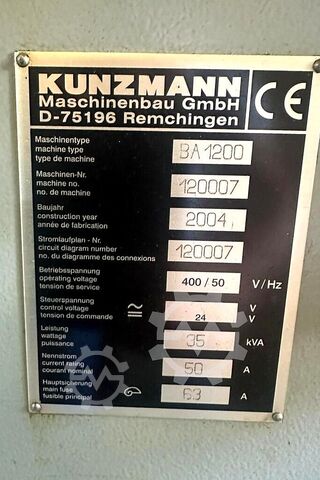 KUNZMANN
Maschinenbau GmbH
D-75196 Remchingen
CE
Maschinentype
machine type
type de machine
BA1200
Maschinen-Nr.
machine no.
no. de machine
120007
Baujahr
construction year
année de fabrication
2004
Stromlaufplan - Nr.
circuit diagram number
no. du diagramme des connexions
120007
Betriebsspannung
operating voltage
tension de service
400/50 V/Hz
Steuerspannung
control voltage
tension de commande
≅ 24 V
V
Leistung
wattage
puissance
35 kVA
Nennstrom
current rating
courant nominal
50 A
Hauptsicherung
main fuse
fusible principal
63 A